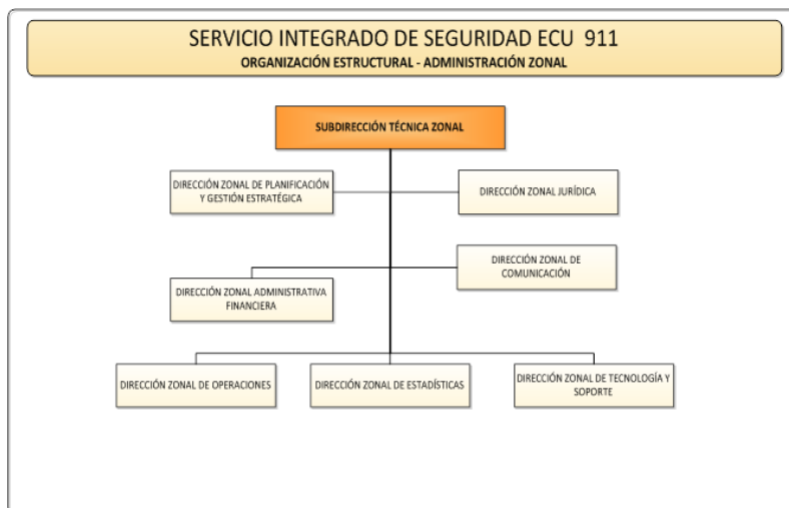 SERVICIO INTEGRADO DE SEGURIDAD ECU 911
ORGANIZACIÓN ESTRUCTURAL - ADMINISTRACIÓN ZONAL
SUBDIRECCIÓN TÉCNICA ZONAL
DIRECCIÓN ZONAL DE PLANIFICACIÓN
Y GESTIÓN ESTRATÉGICA
DIRECCIÓN ZONAL JURÍDICA
DIRECCIÓN ZONAL DE
COMUNICACIÓN
DIRECCIÓN ZONAL ADMINISTRATIVA
FINANCIERA
DIRECCIÓN ZONAL DE OPERACIONES
DIRECCIÓN ZONAL DE ESTADÍSTICAS
DIRECCIÓN ZONAL DE TECNOLOGÍA Y
SOPORTE